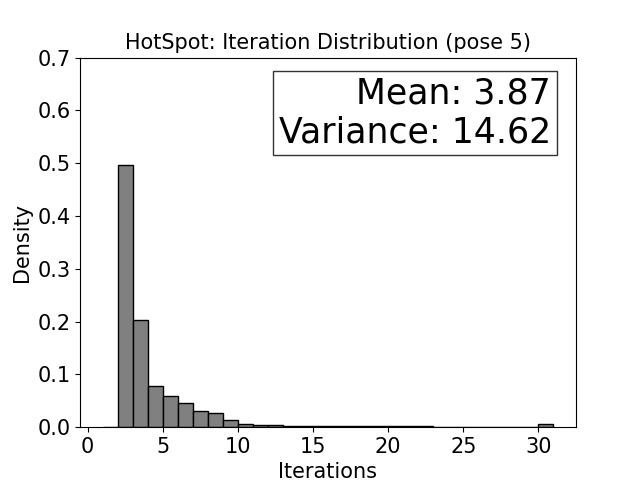 HotSpot: Iteration Distribution (pose 5)
Mean: 3.87
Variance: 14.62
Density
0.7
0.6
0.5
0.4
0.3
0.2
0.1
0.0
0 5 10 15 20 25 30
Iterations